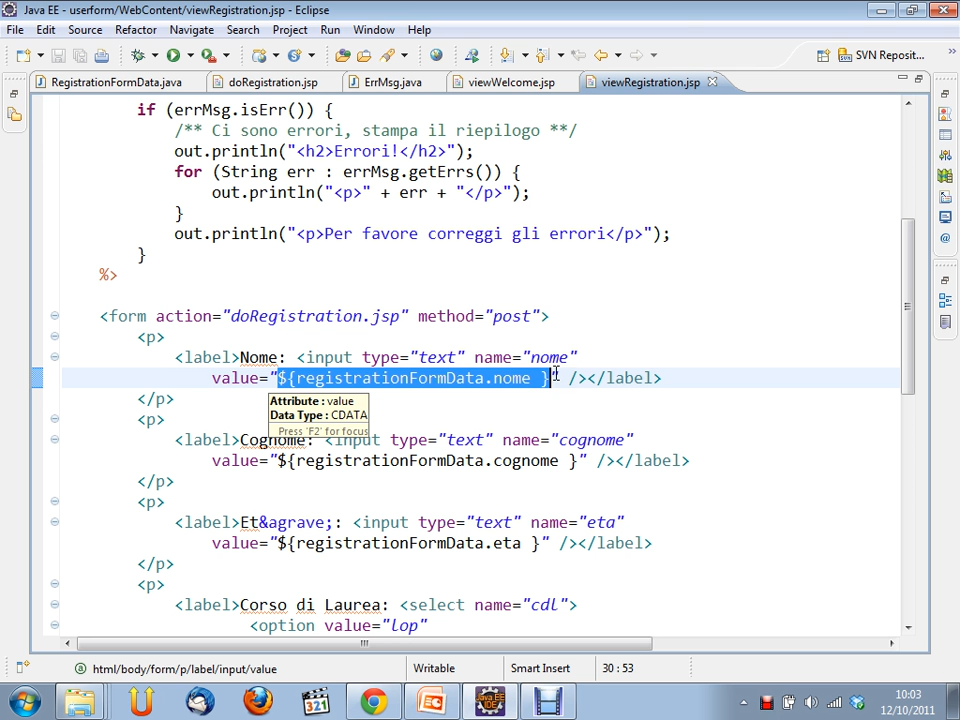 Java EE - userform/WebContent/viewRegistration.jsp - Eclipse
File Edit Source Refactor Navigate Search Project Run Window Help
SVN Reposit...
RegistrationFormData.java doRegistration.jsp ErrMsg.java viewWelcome.jsp viewRegistration.jsp
if (errMsg.isErr()) {
/** Ci sono errori, stampa il riepilogo **/
out.println("<h2>Errori!</h2>");
for (String err : errMsg.getErrs()) {
out.println("<p>" + err + "</p>");
}
out.println("<p>Per favore correggi gli errori</p>");
}
%>
<form action="doRegistration.jsp" method="post">
<p>
<label>Nome: <input type="text" name="nome"
value="${registrationFormData.nome }" /></label>
</p>
Attribute : value
Data Type : CDATA
Press 'F2' for focus
<p>
<label>Cognome: <input type="text" name="cognome"
value="${registrationFormData.cognome }" /></label>
</p>
<p>
<label>Et&agrave;: <input type="text" name="eta"
value="${registrationFormData.eta }" /></label>
</p>
<p>
<label>Corso di Laurea: <select name="cdl">
<option value="lop"
html/body/form/p/label/input/value Writable Smart Insert 30 : 53
321
Java EE IDE
10:03
12/10/2011